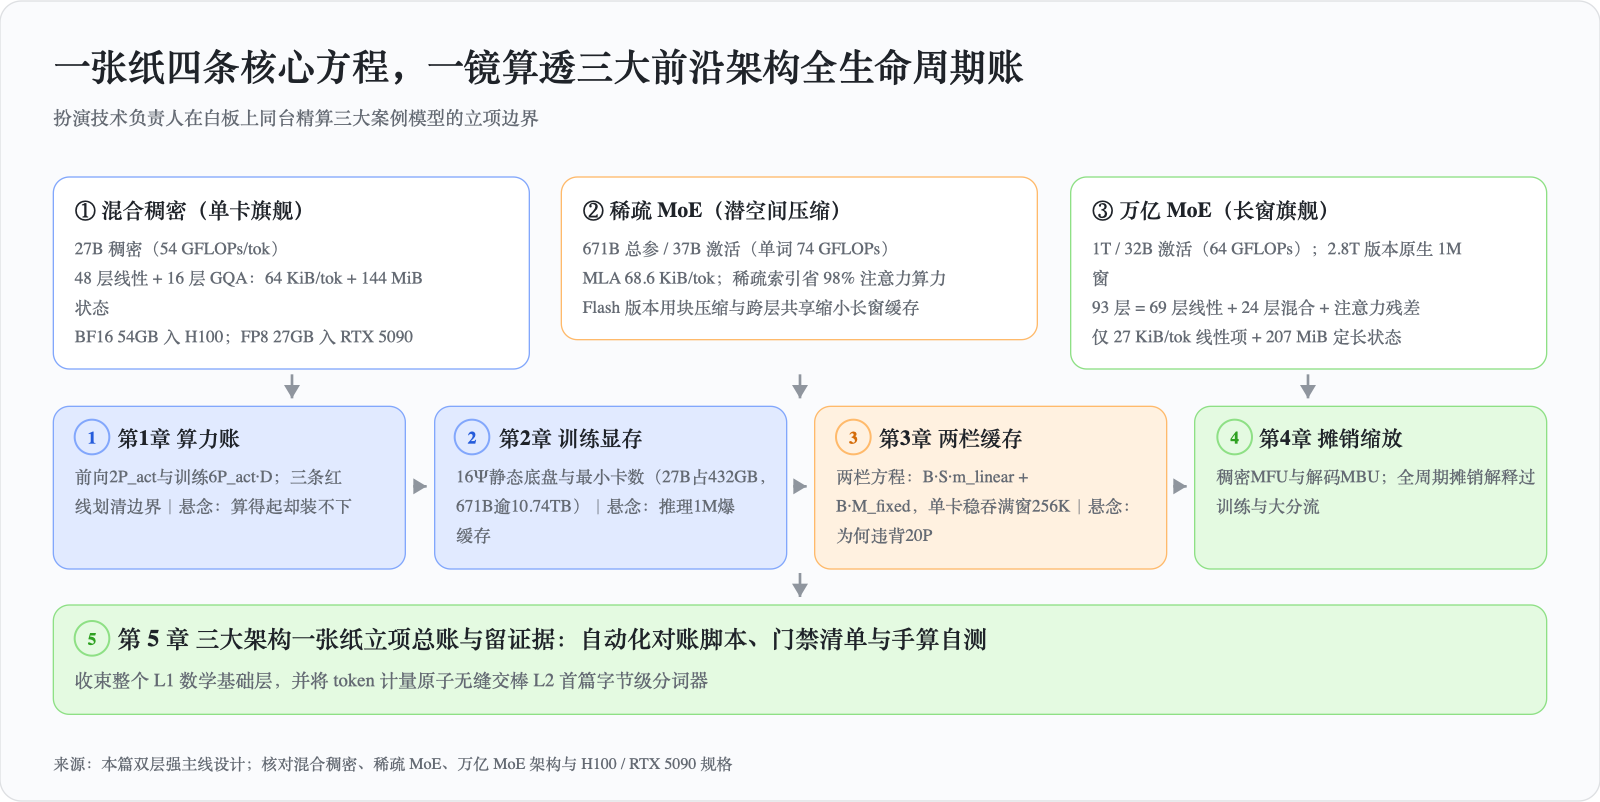 一张纸四条核心方程，一镜算透三大前沿架构全生命周期账
扮演技术负责人在白板上同台精算三大案例模型的立项边界
① 混合稠密（单卡旗舰）
27B 稠密（54 GFLOPs/tok）
48 层线性 + 16 层 GQA：64 KiB/tok + 144 MiB
状态
BF16 54GB 入 H100；FP8 27GB 入 RTX 5090
② 稀疏 MoE（潜空间压缩）
671B 总参 / 37B 激活（单词 74 GFLOPs）
MLA 68.6 KiB/tok；稀疏索引省 98% 注意力算力
Flash 版本用块压缩与跨层共享缩小长窗缓存
③ 万亿 MoE（长窗旗舰）
1T / 32B 激活（64 GFLOPs）；2.8T 版本原生 1M
窗
93 层 = 69 层线性 + 24 层混合 + 注意力残差
仅 27 KiB/tok 线性项 + 207 MiB 定长状态
1 第1章 算力账
前向2P_act与训练6P_act·D；三条红
线划清边界｜悬念：算得起却装不下
2 第2章 训练显存
16Ψ静态底盘与最小卡数（27B占432GB，
671B逾10.74TB）｜悬念：推理1M爆
缓存
3 第3章 两栏缓存
两栏方程：B·S·m_linear +
B·M_fixed，单卡稳吞满窗256K｜悬念：
为何违背20P
4 第4章 摊销缩放
稠密MFU与解码MBU；全周期摊销解释过
训练与大分流
5 第 5 章 三大架构一张纸立项总账与留证据：自动化对账脚本、门禁清单与手算自测
收束整个 L1 数学基础层，并将 token 计量原子无缝交棒 L2 首篇字节级分词器
来源：本篇双层强主线设计；核对混合稠密、稀疏 MoE、万亿 MoE 架构与 H100 / RTX 5090 规格